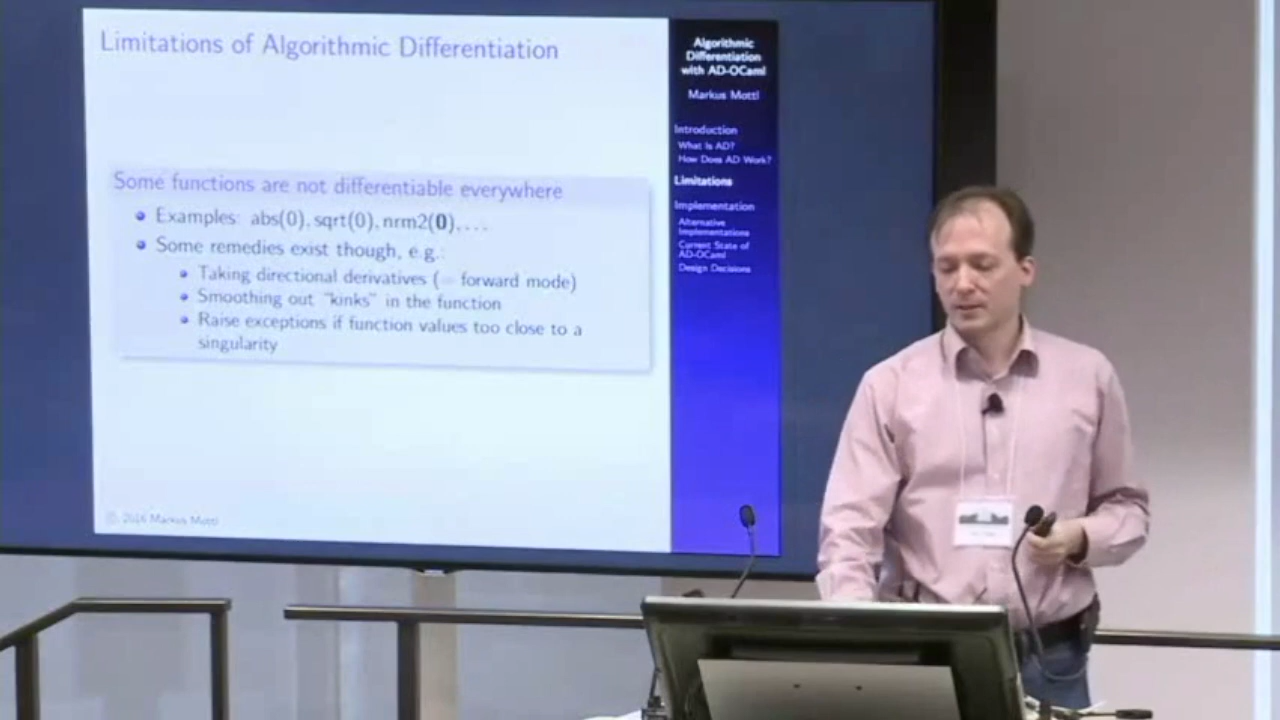 Limitations of Algorithmic Differentiation
Some functions are not differentiable everywhere
Examples: abs(0), sqrt(0), nrm2(0), ...
Some remedies exist though, e.g.:
Taking directional derivatives (= forward mode)
Smoothing out "kinks" in the function
Raise exceptions if function values too close to a
singularity
© 2016 Markus Mottl
Algorithmic
Differentiation
with AD-OCaml
Markus Mottl
Introduction
What Is AD?
How Does AD Work?
Limitations
Implementation
Alternative
Implementations
Current State of
AD-OCaml
Design Decisions